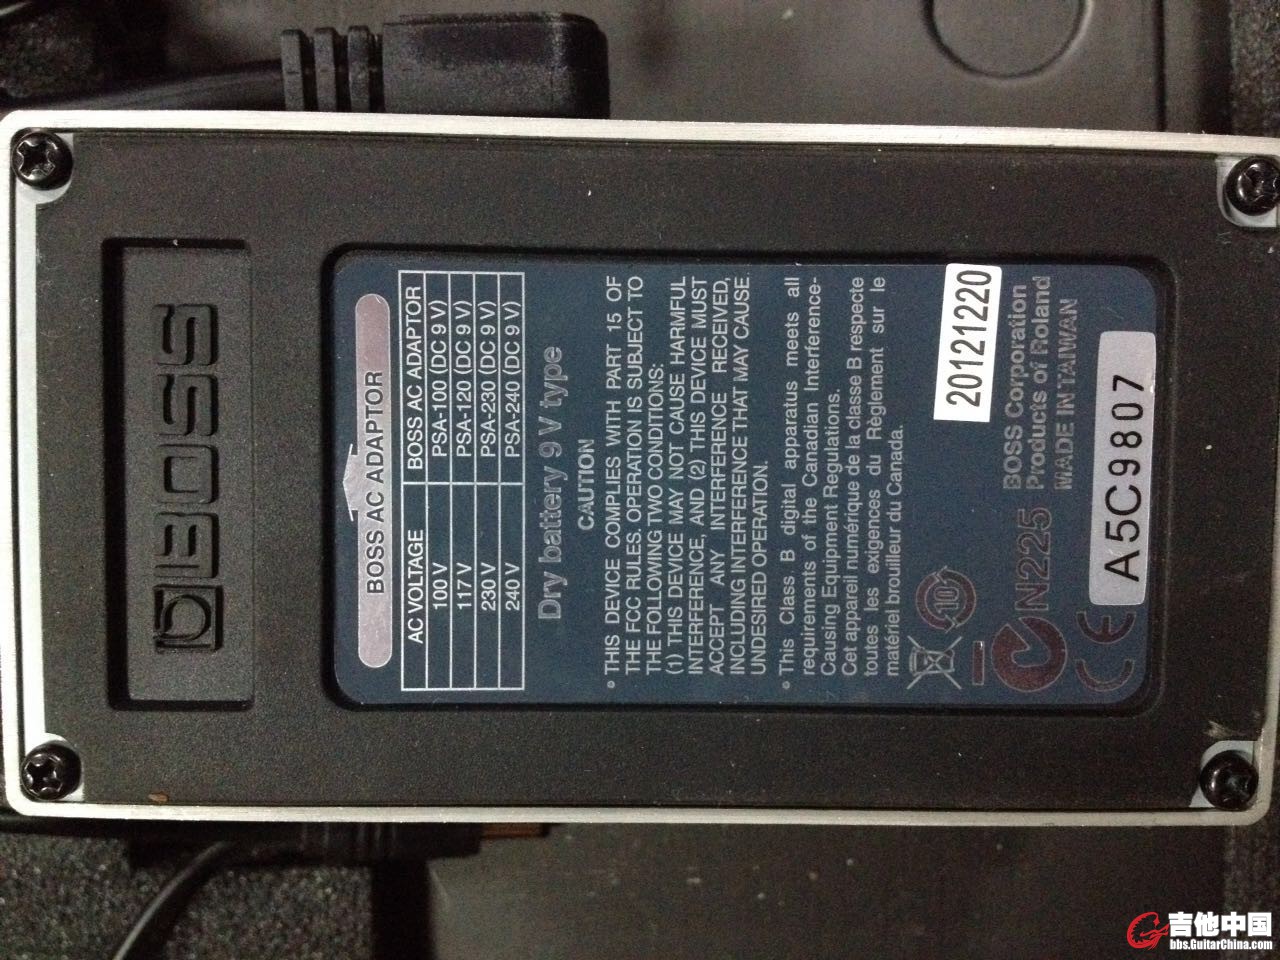 BOSS
BOSS AC ADAPTOR
AC VOLTAGE BOSS AC ADAPTOR
100 V PSA-100 (DC 9 V)
117 V PSA-120 (DC 9 V)
230 V PSA-230 (DC 9 V)
240 V PSA-240 (DC 9 V)
Dry battery 9 V type
CAUTION
• THIS DEVICE COMPLIES WITH PART 15 OF
THE FCC RULES. OPERATION IS SUBJECT TO
THE FOLLOWING TWO CONDITIONS:
(1) THIS DEVICE MAY NOT CAUSE HARMFUL
INTERFERENCE, AND (2) THIS DEVICE MUST
ACCEPT ANY INTERFERENCE RECEIVED,
INCLUDING INTERFERENCE THAT MAY CAUSE
UNDESIRED OPERATION.
• This Class B digital apparatus meets all
requirements of the Canadian Interference-
Causing Equipment Regulations.
Cet appareil numérique de la classe B respecte
toutes les exigences du Règlement sur le
matériel brouilleur du Canada.
20121220
10
N225
BOSS Corporation
Products of Roland
MADE IN TAIWAN
CE
A5C9807
吉他中国
bbs.GuitarChina.com